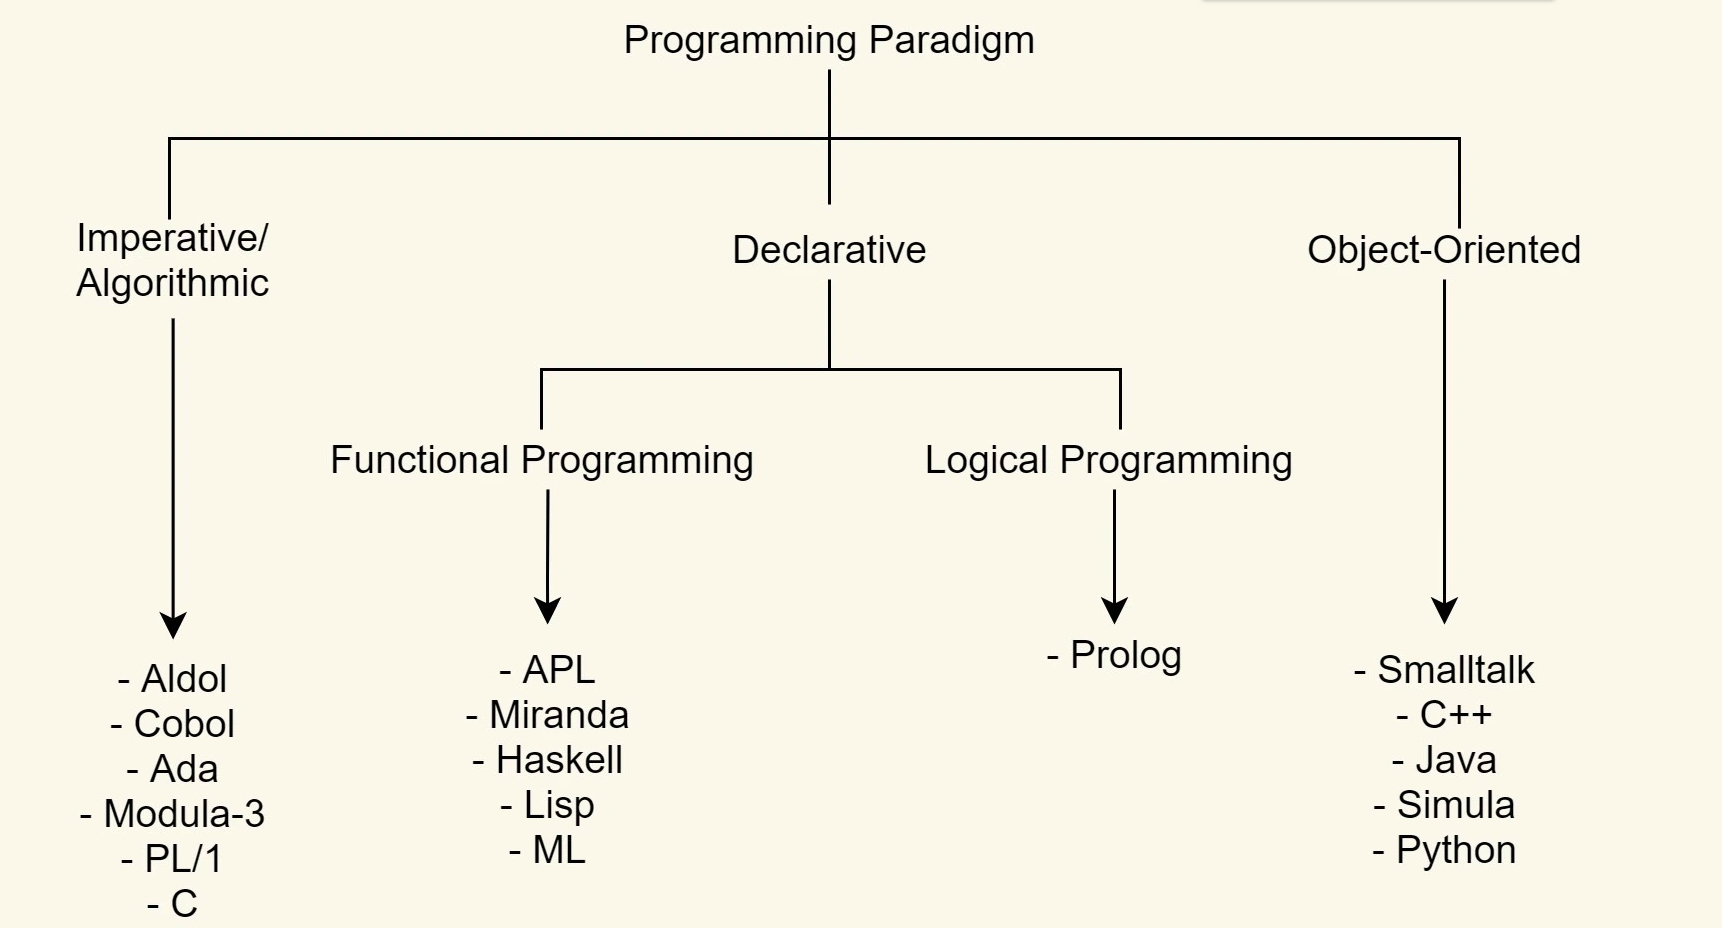 Programming Paradigm
Imperative/
Algorithmic
Declarative
Object-Oriented
Functional Programming
Logical Programming
- Aldol
- Cobol
- Ada
- Modula-3
- PL/1
- C
- APL
- Miranda
- Haskell
- Lisp
- ML
- Prolog
- Smalltalk
- C++
- Java
- Simula
- Python